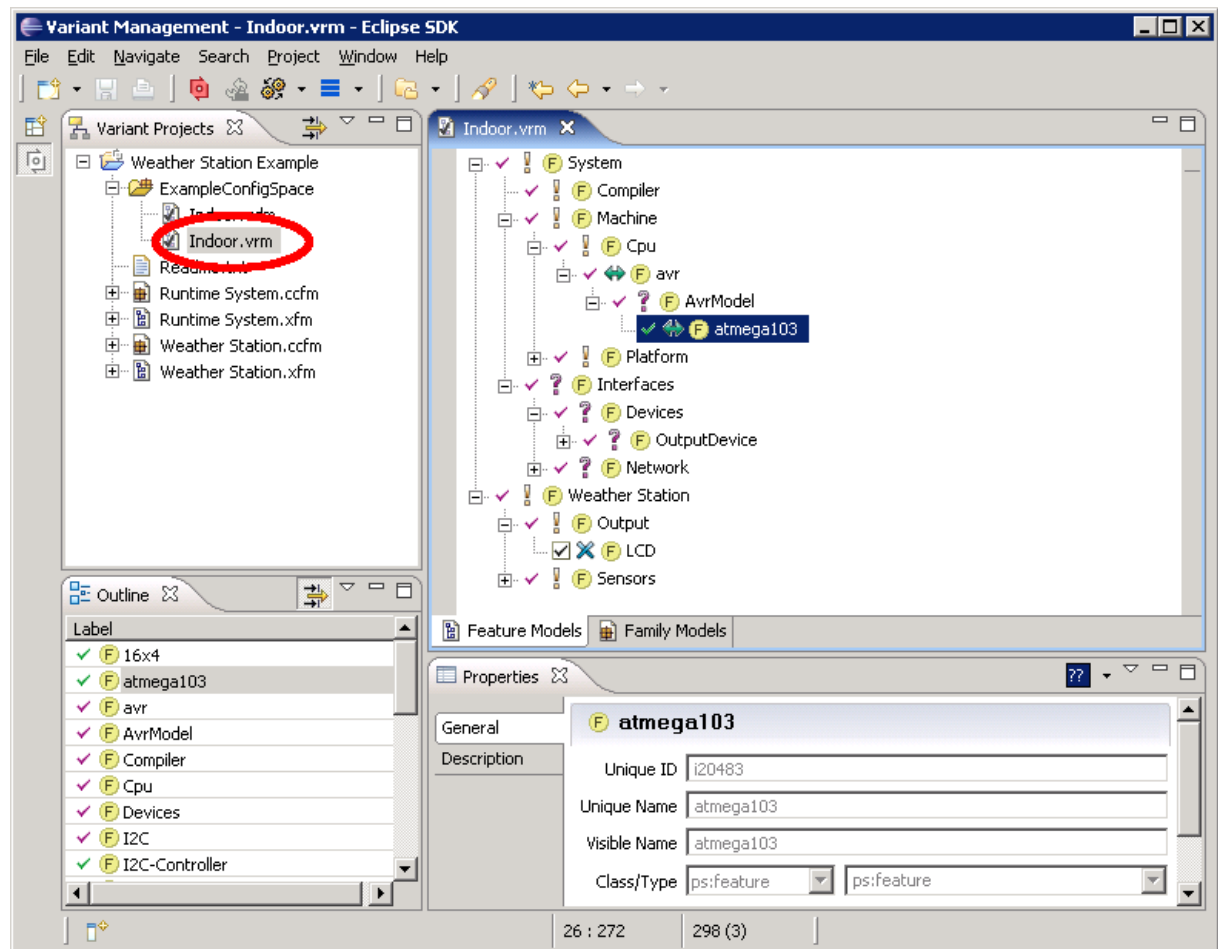 Variant Management - Indoor.vrm - Eclipse SDK
File Edit Navigate Search Project Window Help
Variant Projects
Weather Station Example
ExampleConfigSpace
Indoor.vrm
Runtime System.ccfm
Runtime System.xfm
Weather Station.ccfm
Weather Station.xfm
Indoor.vrm
System
Compiler
Machine
Cpu
avr
AvrModel
atmega103
Platform
Interfaces
Devices
OutputDevice
Network
Weather Station
Output
LCD
Sensors
Feature Models Family Models
Outline
Label
16x4
atmega103
avr
AvrModel
Compiler
Cpu
Devices
I2C
I2C-Controller
Properties
??
General
Description
atmega103
Unique ID i20483
Unique Name atmega103
Visible Name atmega103
Class/Type ps:feature ps:feature
26 : 272 298 (3)